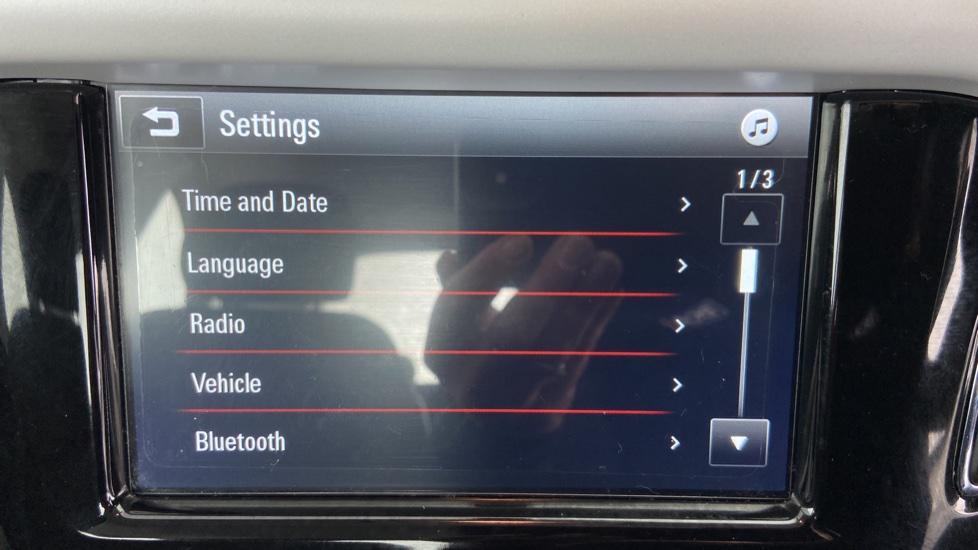 Settings
1/3
Time and Date
Language
Radio
Vehicle
Bluetooth